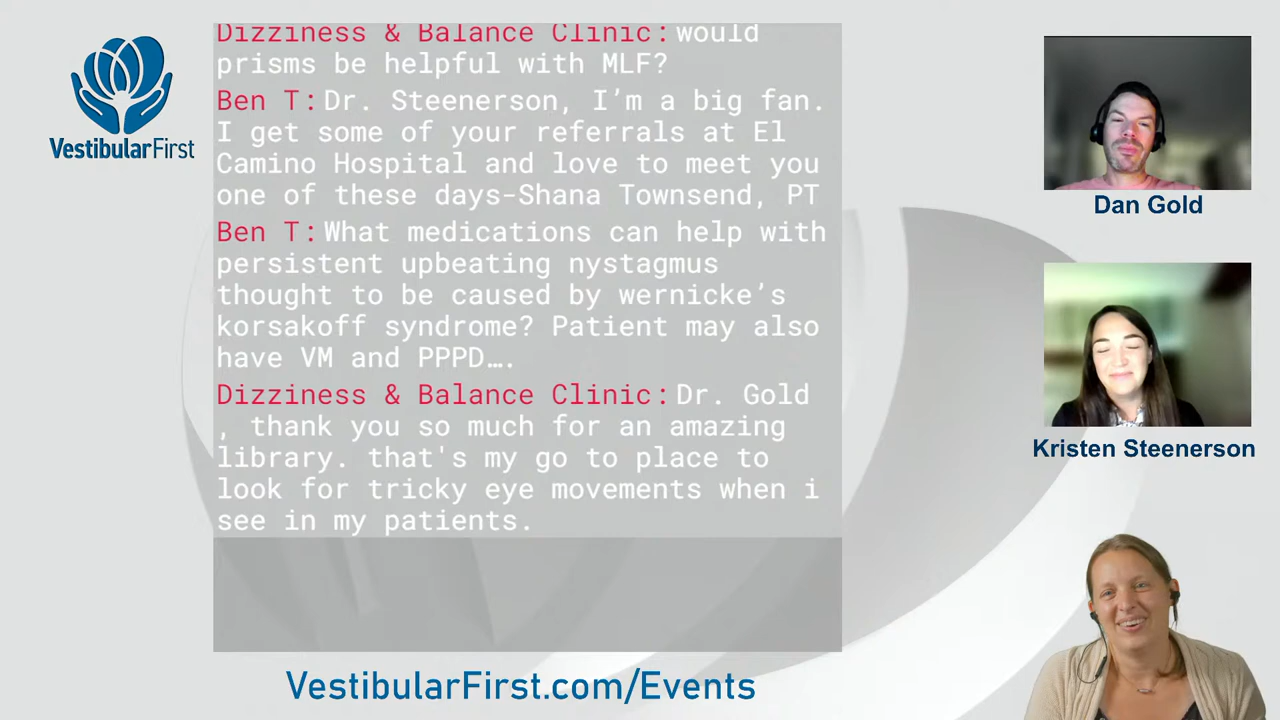 Dizziness & Balance Clinic: would
prisms be helpful with MLF?
Ben T: Dr. Steenerson, I’m a big fan.
I get some of your referrals at El
Camino Hospital and love to meet you
one of these days-Shana Townsend, PT
Ben T: What medications can help with
persistent upbeating nystagmus
thought to be caused by wernicke’s
korsakoff syndrome? Patient may also
have VM and PPPD….
Dizziness & Balance Clinic: Dr. Gold
, thank you so much for an amazing
library. that's my go to place to
look for tricky eye movements when i
see in my patients.
VestibularFirst
Dan Gold
Kristen Steenerson
VestibularFirst.com/Events